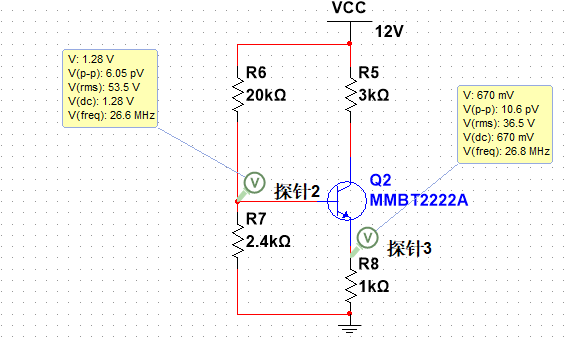 VCC
12V
V: 1.28 V
V(p-p): 6.05 pV
V(rms): 53.5 V
V(dc): 1.28 V
V(freq): 26.6 MHz
R6
20kΩ
R5
3kΩ
V: 670 mV
V(p-p): 10.6 pV
V(rms): 36.5 V
V(dc): 670 mV
V(freq): 26.8 MHz
V
探针2
Q2
MMBT2222A
R7
2.4kΩ
V
探针3
R8
1kΩ